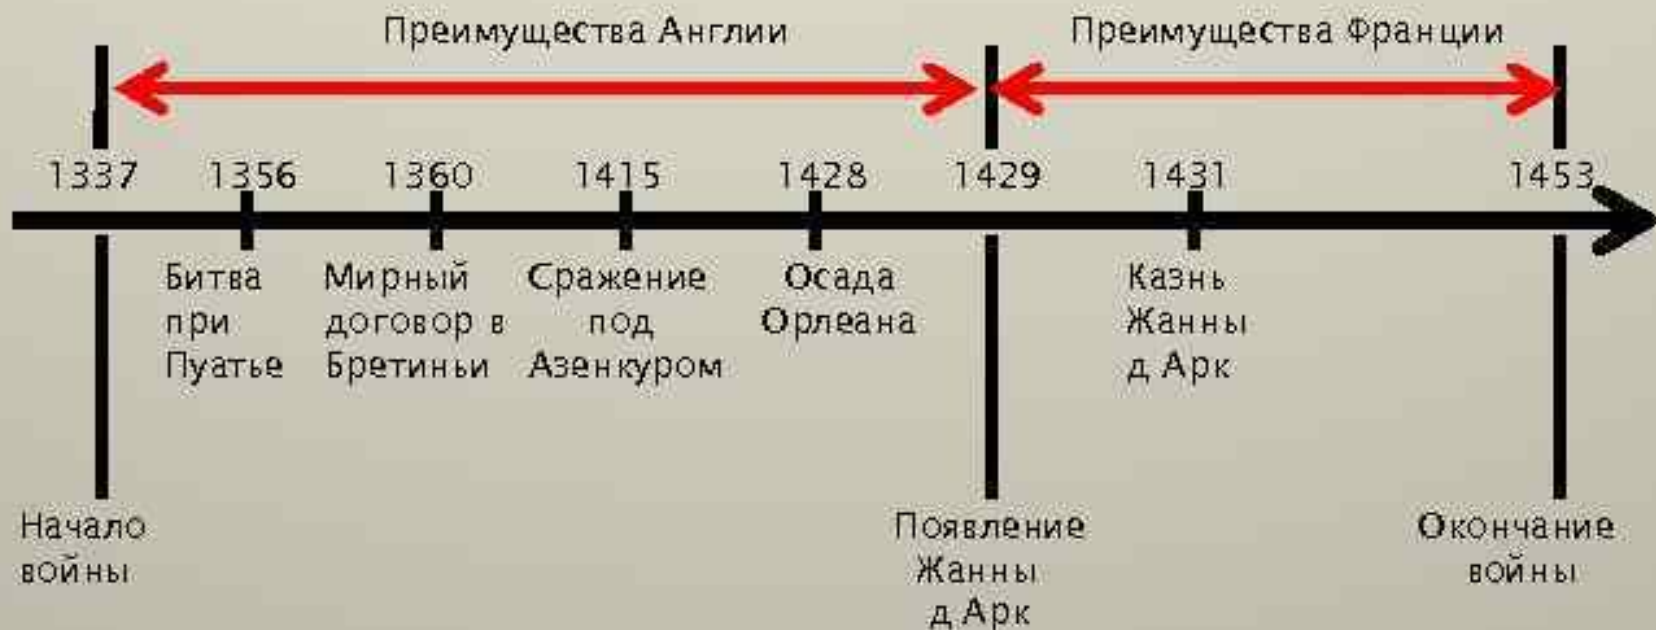 Преимущества Англии
Преимущества Франции
1337
1356
1360
1415
1428
1429
1431
1453
Битва
при
Пуатье
Мирный
договор в
Бретиньи
Сражение
под
Азенкуром
Осада
Орлеана
Казнь
Жанны
д Арк
Начало
войны
Появление
Жанны
д Арк
Окончание
войны